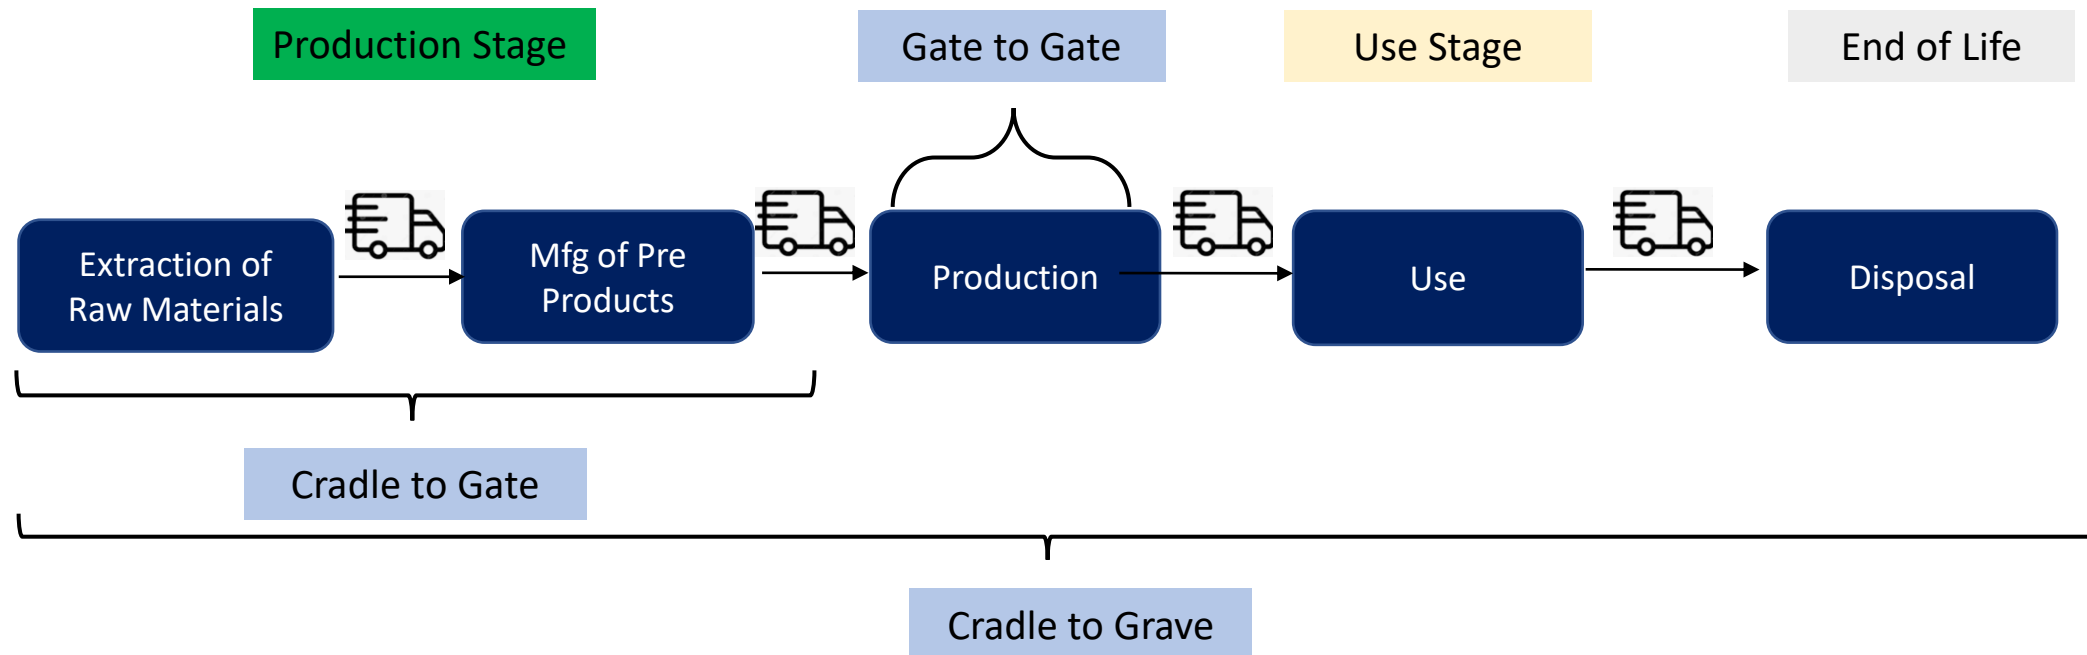 Production Stage
Gate to Gate
Use Stage
End of Life
Extraction of
Raw Materials
Mfg of Pre
Products
Production
Use
Disposal
Cradle to Gate
Cradle to Grave